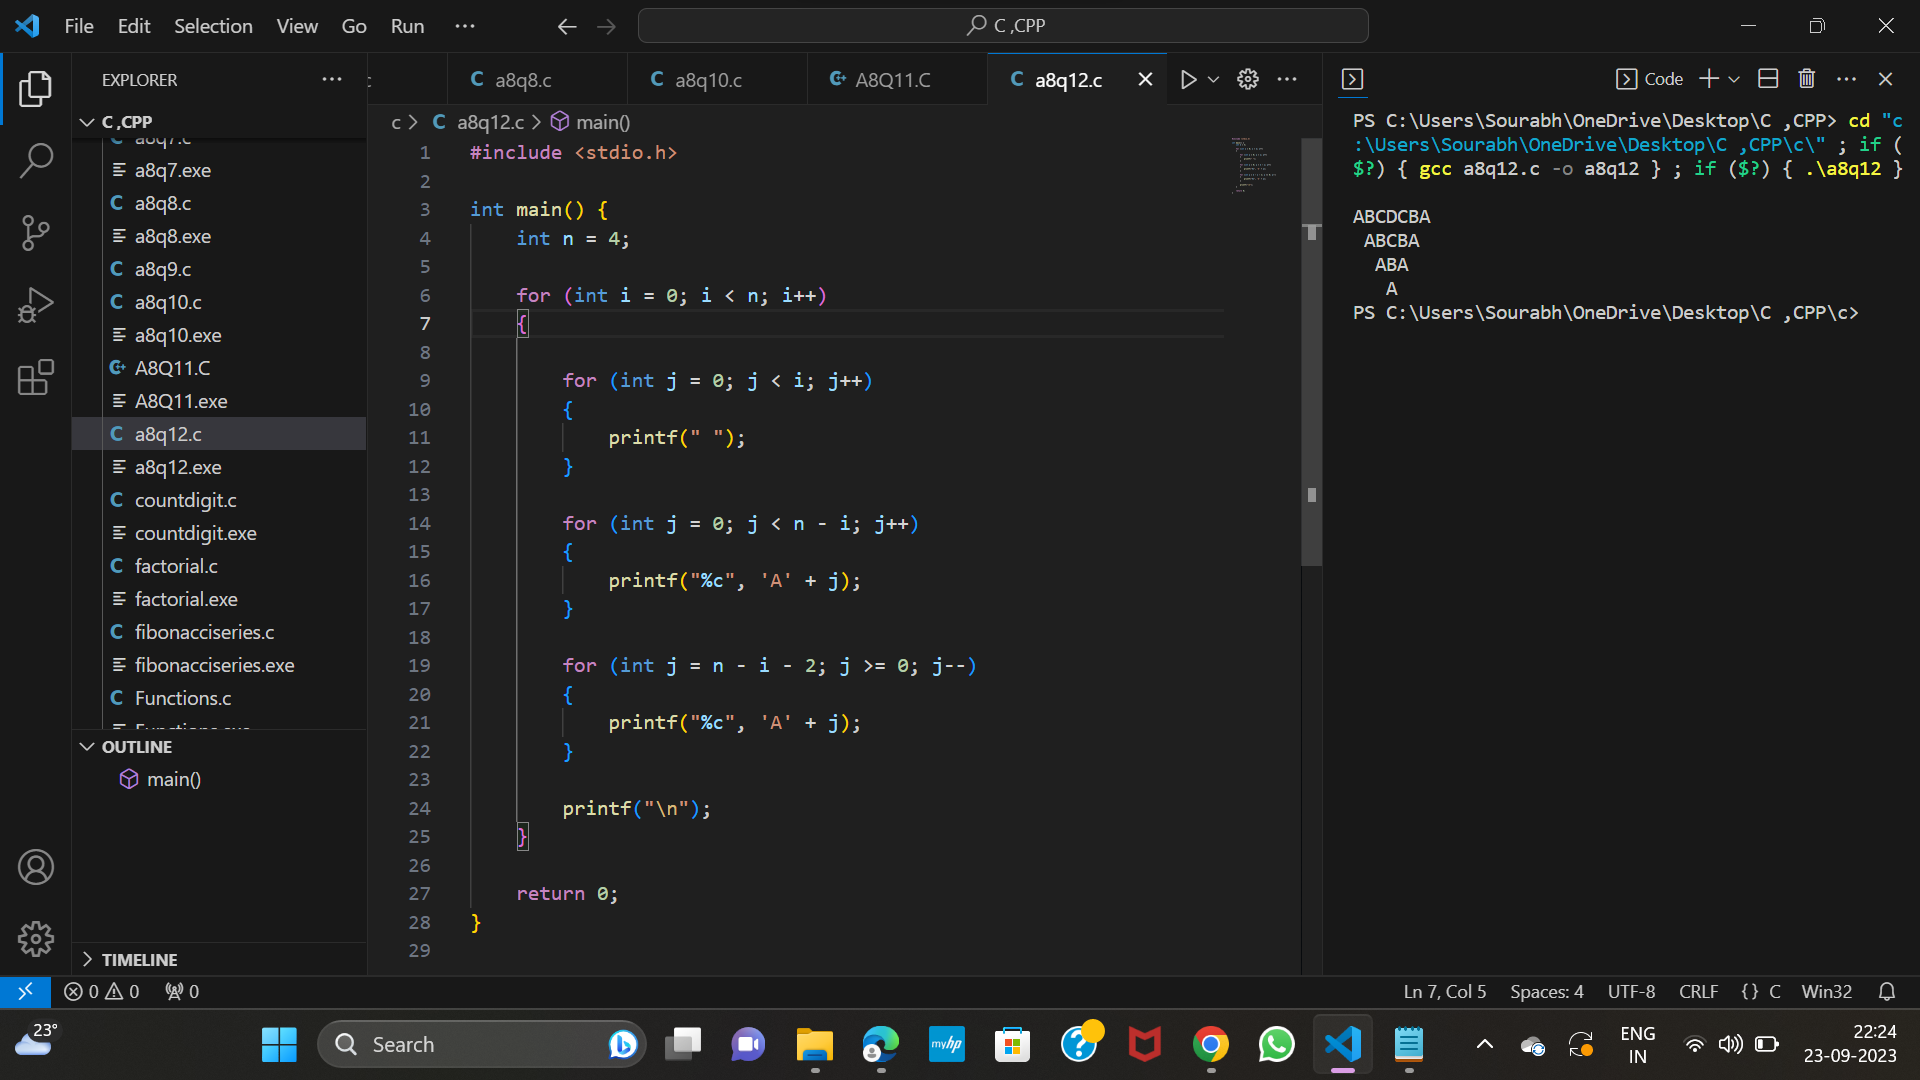 File Edit Selection View Go Run ···
C ,CPP
EXPLORER ···
C ,CPP
a8q7.c
a8q7.exe
a8q8.c
a8q8.exe
a8q9.c
a8q10.c
a8q10.exe
A8Q11.C
A8Q11.exe
a8q12.c
a8q12.exe
countdigit.c
countdigit.exe
factorial.c
factorial.exe
fibonacciseries.c
fibonacciseries.exe
Functions.c
Functions.exe
OUTLINE
main()
TIMELINE
a8q8.c a8q10.c A8Q11.C a8q12.c
c > C a8q12.c > main()
1 #include <stdio.h>
2
3 int main() {
4 int n = 4;
5
6 for (int i = 0; i < n; i++)
7 {
8
9 for (int j = 0; j < i; j++)
10 {
11 printf(" ");
12 }
13
14 for (int j = 0; j < n - i; j++)
15 {
16 printf("%c", 'A' + j);
17 }
18
19 for (int j = n - i - 2; j >= 0; j--)
20 {
21 printf("%c", 'A' + j);
22 }
23
24 printf("\n");
25 }
26
27 return 0;
28 }
29
Code
PS C:\Users\Sourabh\OneDrive\Desktop\C ,CPP> cd "c
:\Users\Sourabh\OneDrive\Desktop\C ,CPP\c\" ; if (
$?) { gcc a8q12.c -o a8q12 } ; if ($?) { .\a8q12 }
ABCDCBA
ABCBA
ABA
A
PS C:\Users\Sourabh\OneDrive\Desktop\C ,CPP\c>
0 0 0
Ln 7, Col 5 Spaces: 4 UTF-8 CRLF {} C Win32
23°
Search
myhp
ENG
IN
22:24
23-09-2023